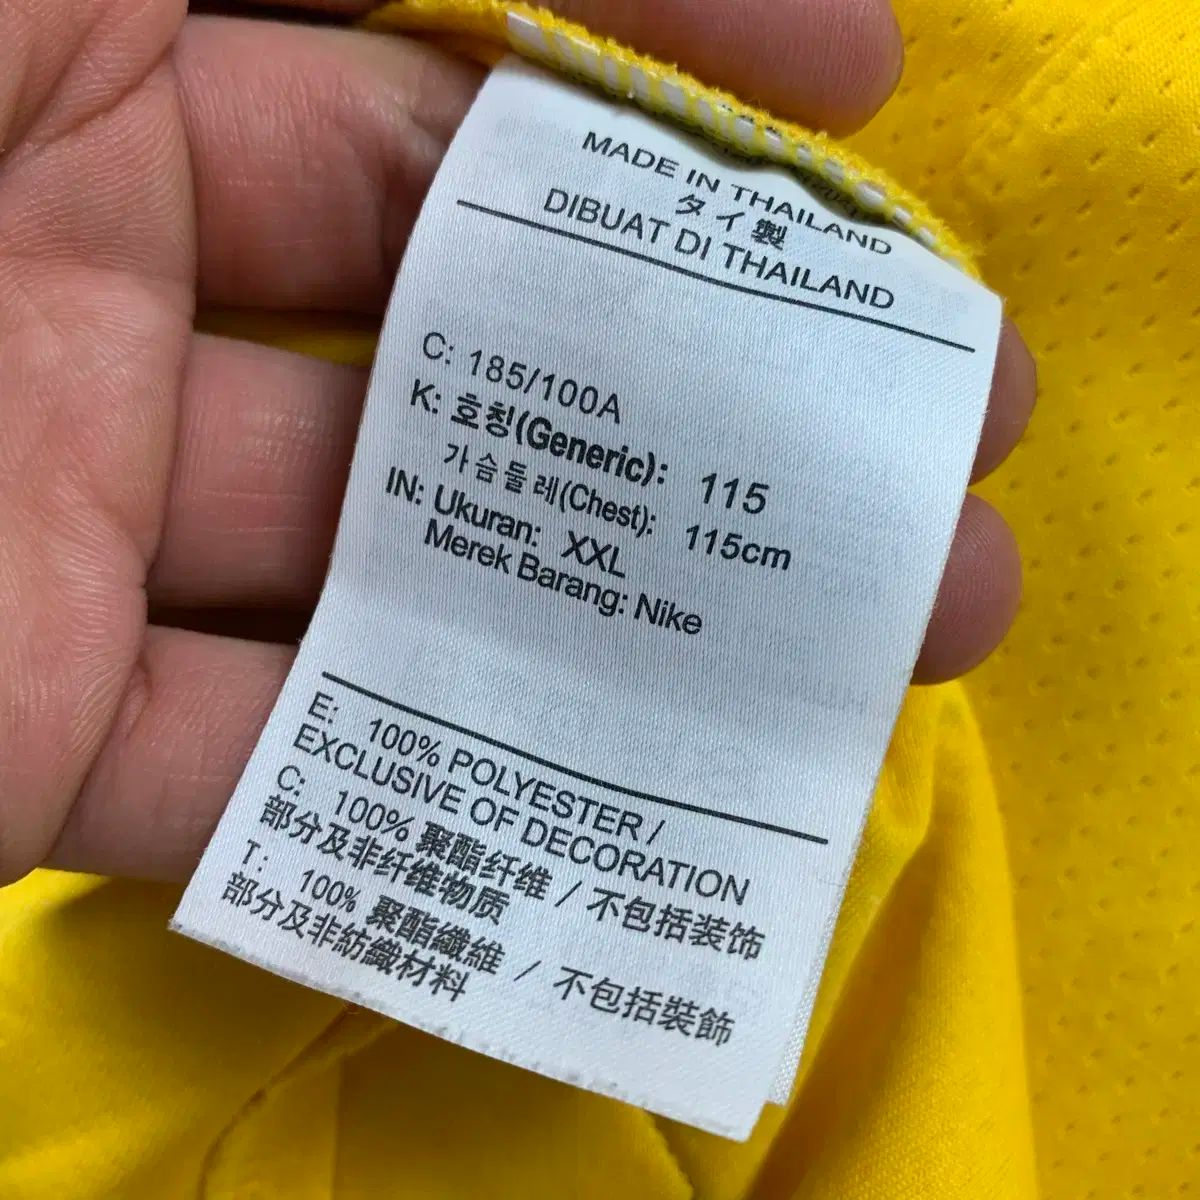 MADE IN THAILAND
タイ製
DIBUAT DI THAILAND
C: 185/100A
K: 호칭(Generic): 115
가슴둘레(Chest): 115cm
IN: Ukuran: XXL
Merek Barang: Nike
E: 100% POLYESTER /
EXCLUSIVE OF DECORATION
C: 100% 聚酯纤维 / 不包括装饰
部分及非纤维物质
T: 100% 聚酯纖維 / 不包括裝飾
部分及非紡織材料